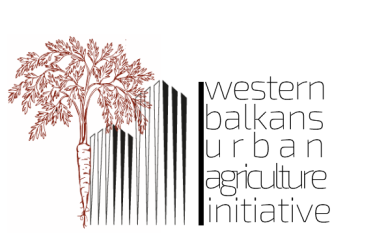 western
balkans
urban
agriculture
initiative